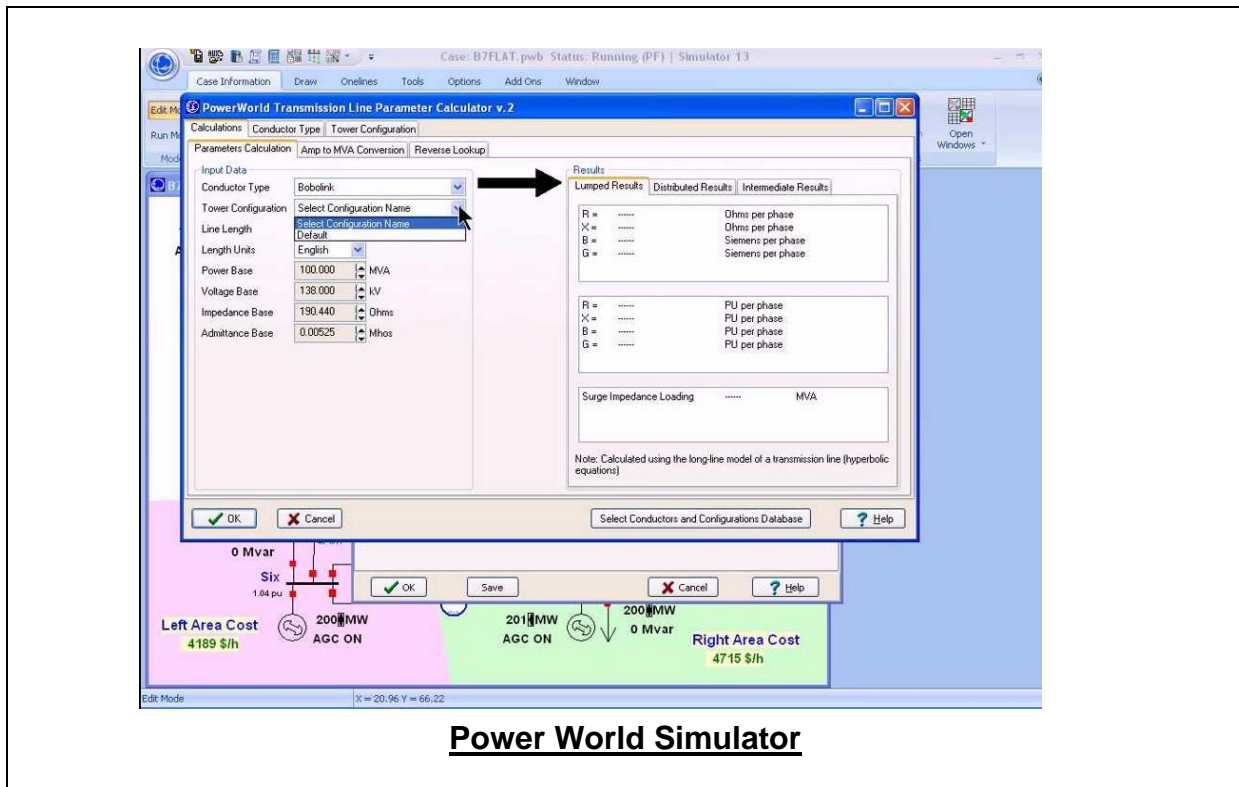 Case: B7FLAT.pwb Status: Running (PF) | Simulator 13
Case Information Draw Onelines Tools Options Add Ons Window
Edit Mo
Run Mo
Mod
Open
Windows
PowerWorld Transmission Line Parameter Calculator v.2
Calculations Conductor Type Tower Configuration
Parameters Calculation Amp to MVA Conversion Reverse Lookup
B7
A
Input Data
Conductor Type Bobolink
Tower Configuration Select Configuration Name
Select Configuration Name
Line Length Default
Length Units English
Power Base 100.000 MVA
Voltage Base 138.000 kV
Impedance Base 190.440 Ohms
Admittance Base 0.00525 Mhos
Results
Lumped Results Distributed Results Intermediate Results
R = ------ Ohms per phase
X = ------ Ohms per phase
B = ------ Siemens per phase
G = ------ Siemens per phase
R = ------ PU per phase
X = ------ PU per phase
B = ------ PU per phase
G = ------ PU per phase
Surge Impedance Loading ------ MVA
Note: Calculated using the long-line model of a transmission line (hyperbolic
equations)
OK Cancel Select Conductors and Configurations Database ? Help
0 Mvar
Six
1.04 pu
OK Save Cancel ? Help
Left Area Cost
4189 $/h
200 MW
AGC ON
201 MW
AGC ON
200 MW
0 Mvar
Right Area Cost
4715 $/h
Edit Mode X = 20.96 Y = 66.22
Power World Simulator